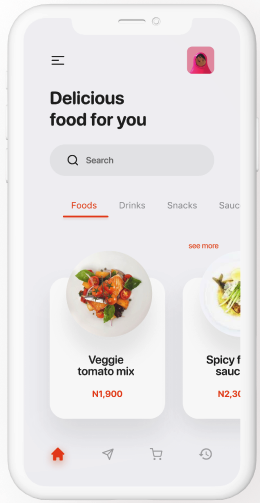 Delicious
food for you
Search
Foods Drinks Snacks Sauc
see more
Veggie
tomato mix
N1,900
Spicy f
sauc
N2,30